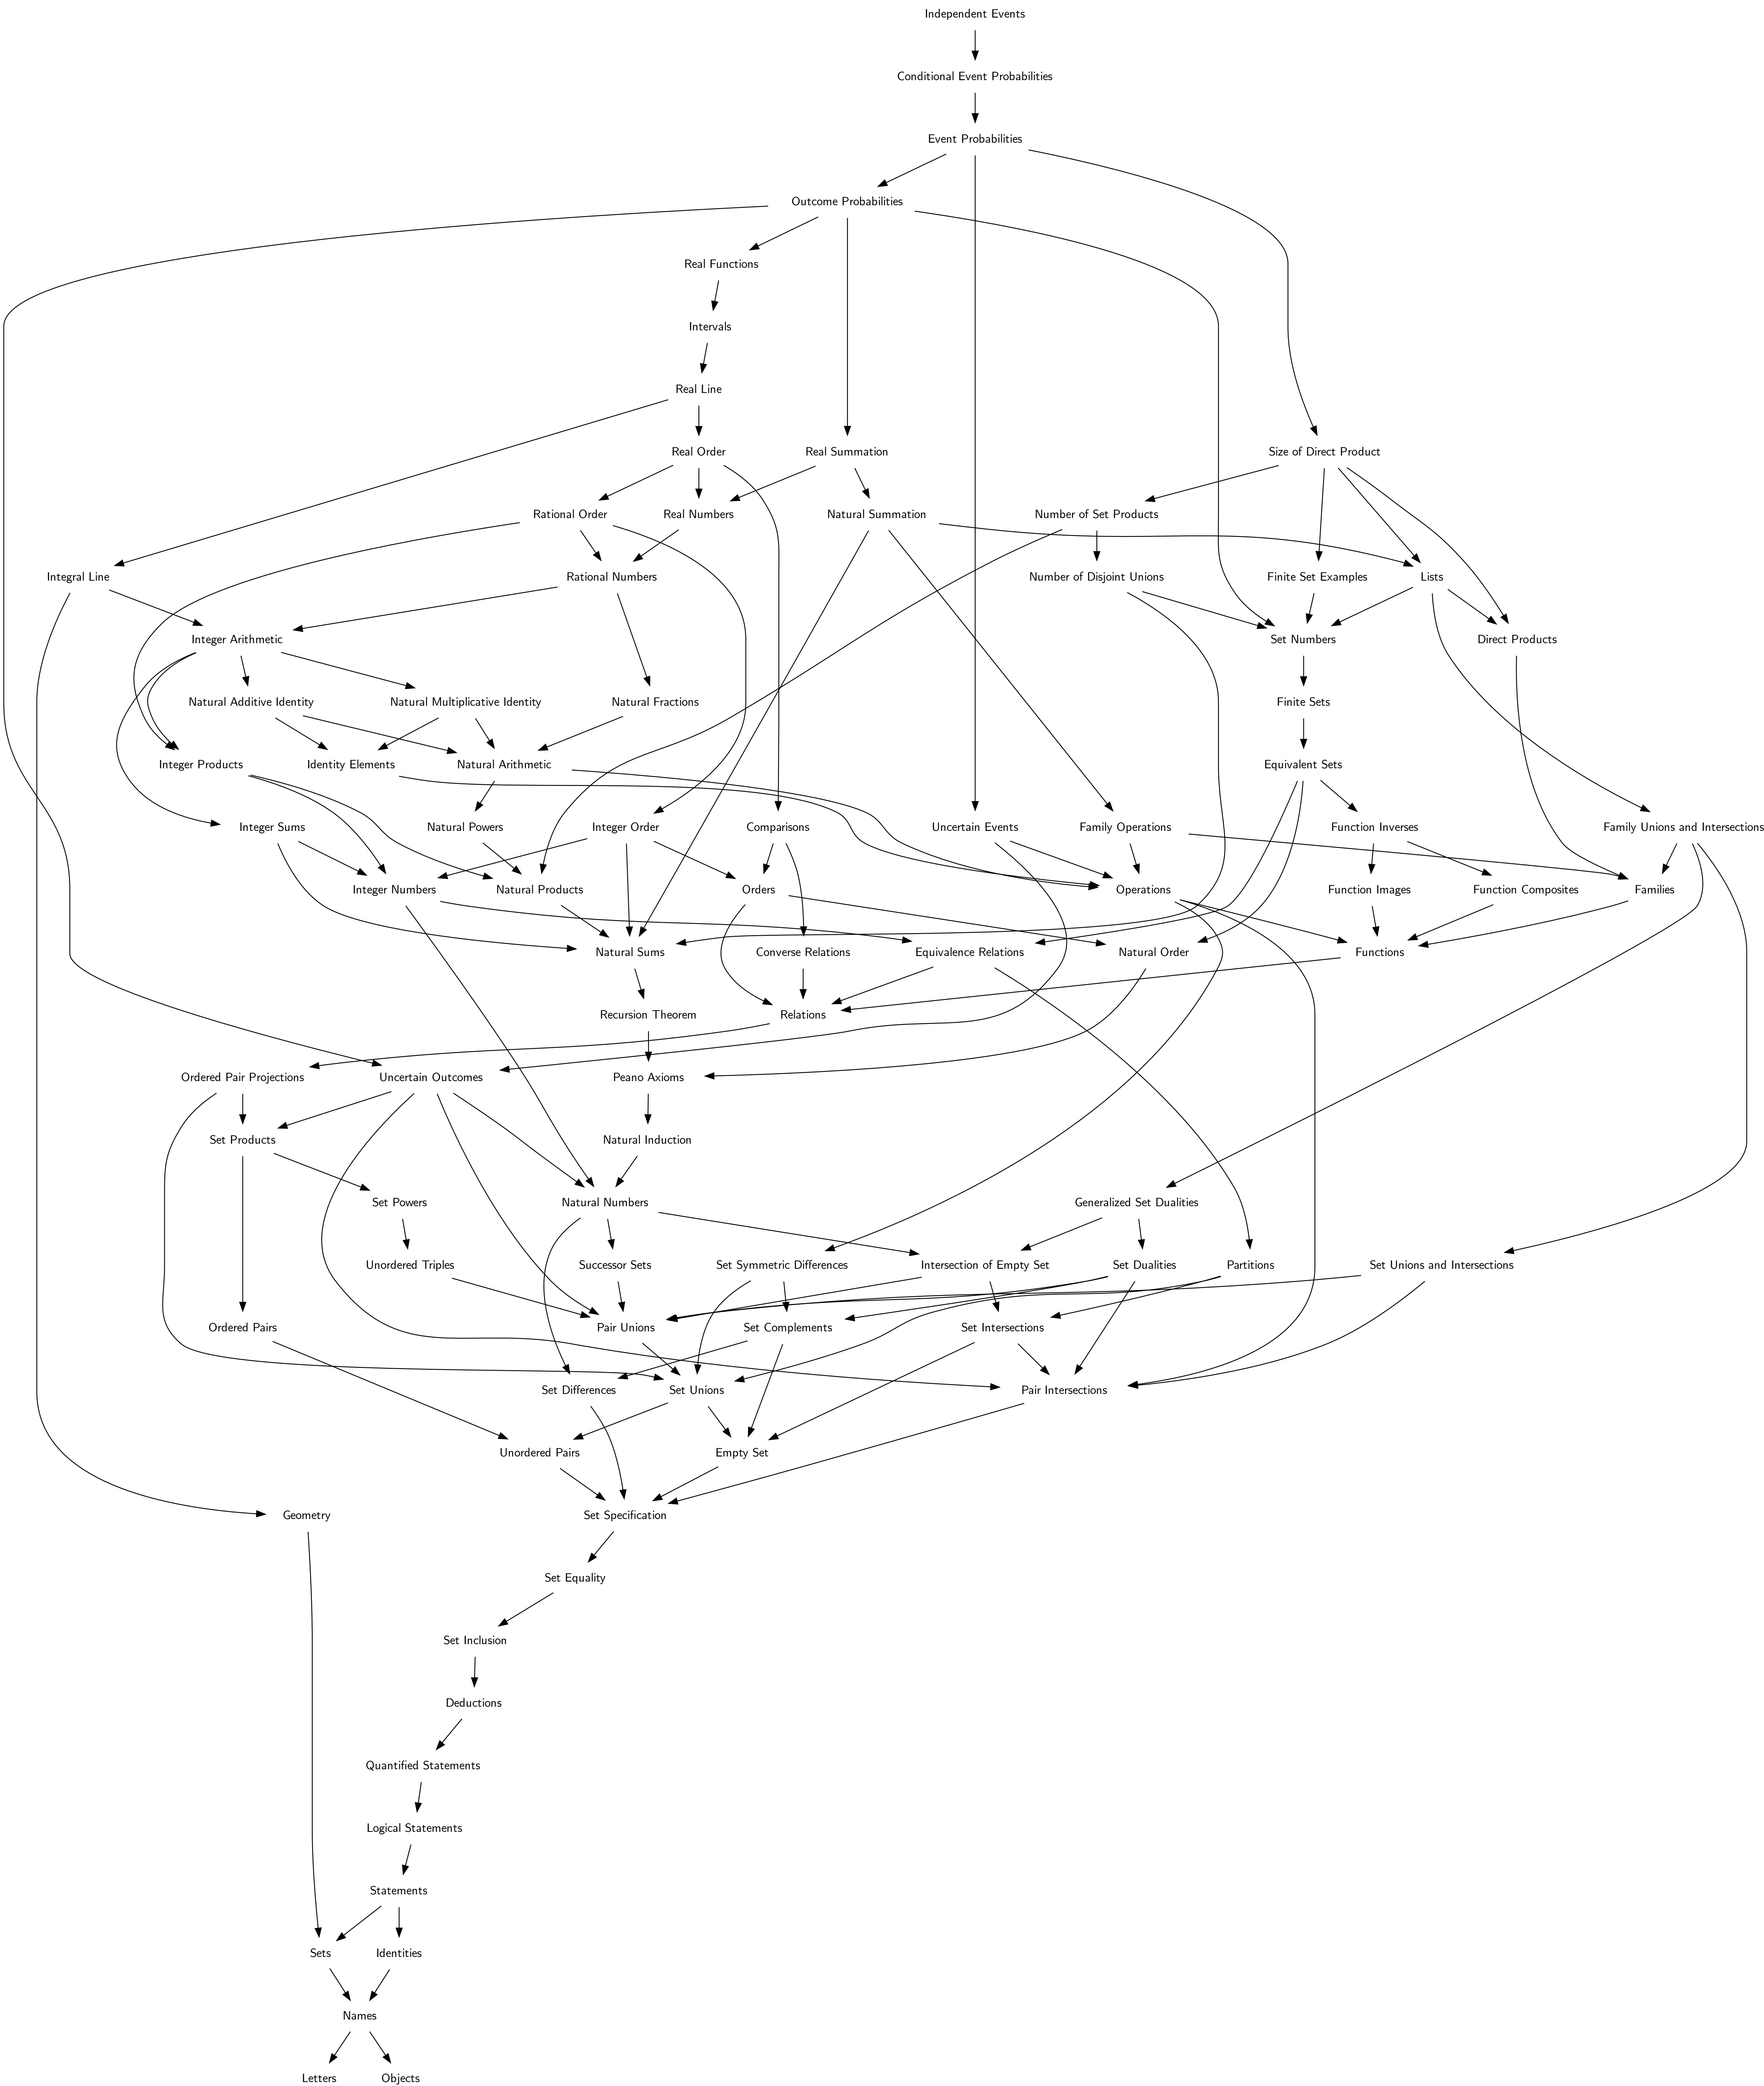 Independent Events
Conditional Event Probabilities
Event Probabilities
Outcome Probabilities
Real Functions
Intervals
Real Line
Real Order
Real Summation
Size of Direct Product
Rational Order
Real Numbers
Natural Summation
Number of Set Products
Integral Line
Rational Numbers
Number of Disjoint Unions
Finite Set Examples
Lists
Integer Arithmetic
Set Numbers
Direct Products
Natural Additive Identity
Natural Multiplicative Identity
Natural Fractions
Finite Sets
Integer Products
Identity Elements
Natural Arithmetic
Equivalent Sets
Integer Sums
Natural Powers
Integer Order
Comparisons
Uncertain Events
Family Operations
Function Inverses
Family Unions and Intersections
Integer Numbers
Natural Products
Orders
Operations
Function Images
Function Composites
Families
Natural Sums
Converse Relations
Equivalence Relations
Natural Order
Functions
Recursion Theorem
Relations
Ordered Pair Projections
Uncertain Outcomes
Peano Axioms
Set Products
Natural Induction
Set Powers
Natural Numbers
Generalized Set Dualities
Unordered Triples
Successor Sets
Set Symmetric Differences
Intersection of Empty Set
Set Dualities
Partitions
Set Unions and Intersections
Ordered Pairs
Pair Unions
Set Complements
Set Intersections
Set Differences
Set Unions
Pair Intersections
Unordered Pairs
Empty Set
Geometry
Set Specification
Set Equality
Set Inclusion
Deductions
Quantified Statements
Logical Statements
Statements
Sets
Identities
Names
Letters
Objects